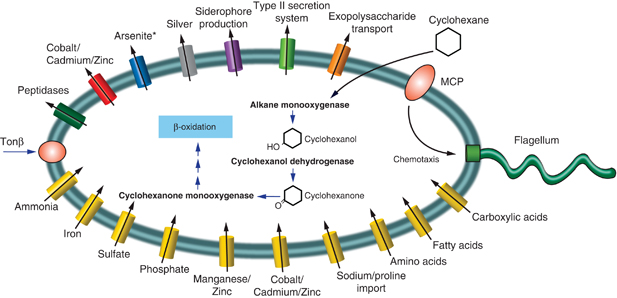 Type II secretion
system
Siderophore
production
Silver
Arsenite*
Cobalt/
Cadmium/Zinc
Peptidases
Exopolysaccharide
transport
Cyclohexane
MCP
Alkane monooxygenase
HO
Cyclohexanol
β-oxidation
Tonβ
Cyclohexanol dehydrogenase
Chemotaxis
Flagellum
Cyclohexanone monooxygenase
O
Cyclohexanone
Ammonia
Iron
Sulfate
Phosphate
Manganese/
Zinc
Cobalt/
Cadmium/Zinc
Sodium/proline
import
Amino acids
Fatty acids
Carboxylic acids